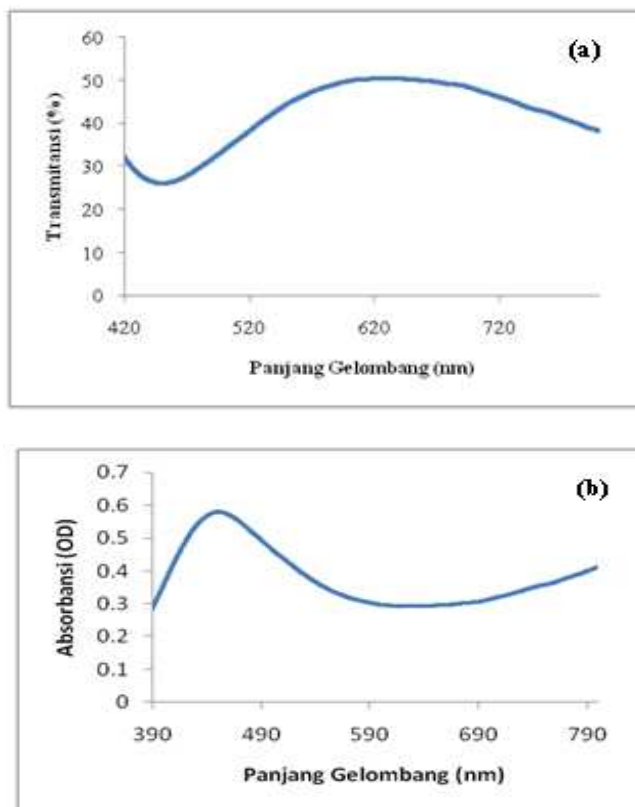 (a)
60
50
40
30
20
10
0
Transmitansi (%)
420 520 620 720
Panjang Gelombang (nm)
(b)
0.7
0.6
0.5
0.4
0.3
0.2
0.1
0
Absorbansi (OD)
390 490 590 690 790
Panjang Gelombang (nm)